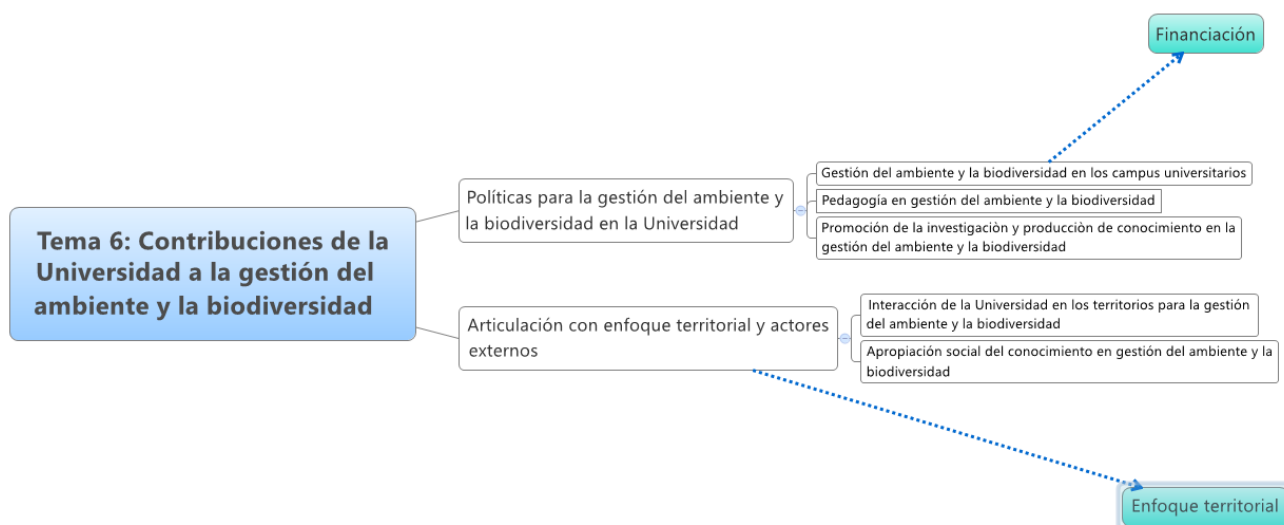 Financiación
Gestión del ambiente y la biodiversidad en los campus universitarios
Políticas para la gestión del ambiente y
la biodiversidad en la Universidad
Pedagogía en gestión del ambiente y la biodiversidad
Promoción de la investigaciòn y producciòn de conocimiento en la
gestión del ambiente y la biodiversidad
Tema 6: Contribuciones de la
Universidad a la gestión del
ambiente y la biodiversidad
Articulación con enfoque territorial y actores
externos
Interacción de la Universidad en los territorios para la gestión
del ambiente y la biodiversidad
Apropiación social del conocimiento en gestión del ambiente y la
biodiversidad
Enfoque territorial